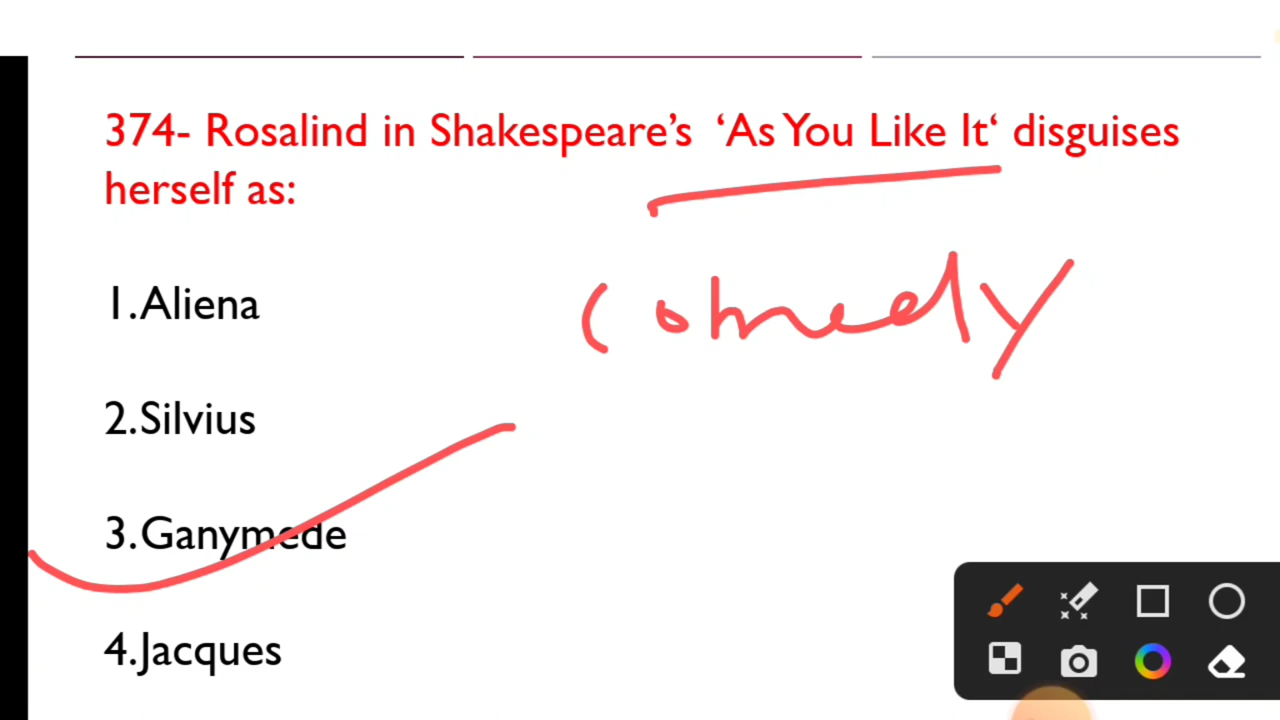 374- Rosalind in Shakespeare’s ‘As You Like It‘ disguises
herself as:
1.Aliena
comedy
2.Silvius
3.Ganymede
4.Jacques